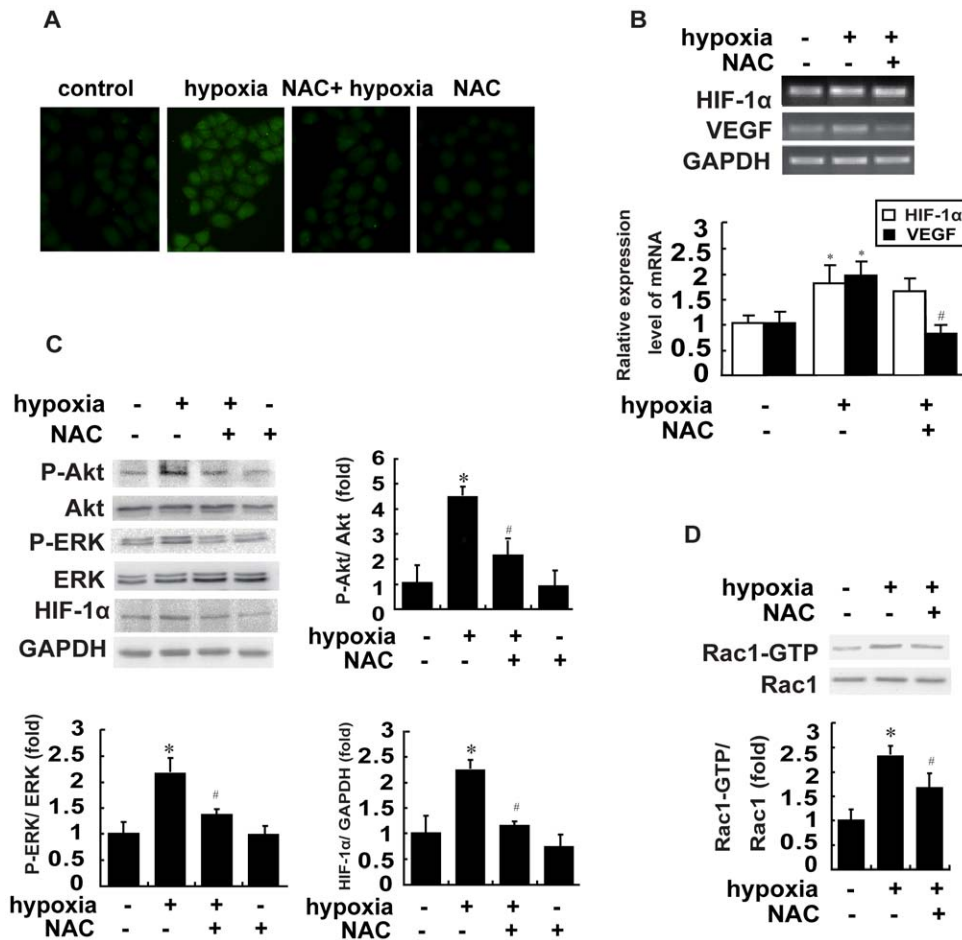 A
control hypoxia NAC+ hypoxia NAC
B
hypoxia - + +
NAC - - +
HIF-1α
VEGF
GAPDH
HIF-1α
VEGF
Ralative expression
level of mRNA
3
2.5
2
1.5
1
0.5
0
* *
#
hypoxia - + +
NAC - - +
C
hypoxia - + + -
NAC - - + +
P-Akt
Akt
P-ERK
ERK
HIF-1α
GAPDH
P-Akt/ Akt (fold)
6
5
4
3
2
1
0
*
#
hypoxia - + + -
NAC - - + +
P-ERK/ ERK (fold)
3
2.5
2
1.5
1
0.5
0
*
#
hypoxia - + + -
NAC - - + +
HIF-1α/ GAPDH (fold)
3
2.5
2
1.5
1
0.5
0
*
#
hypoxia - + + -
NAC - - + +
D
hypoxia - + +
NAC - - +
Rac1-GTP
Rac1
Rac1-GTP/
Rac1 (fold)
3
2.5
2
1.5
1
0.5
0
*
#
hypoxia - + +
NAC - - +